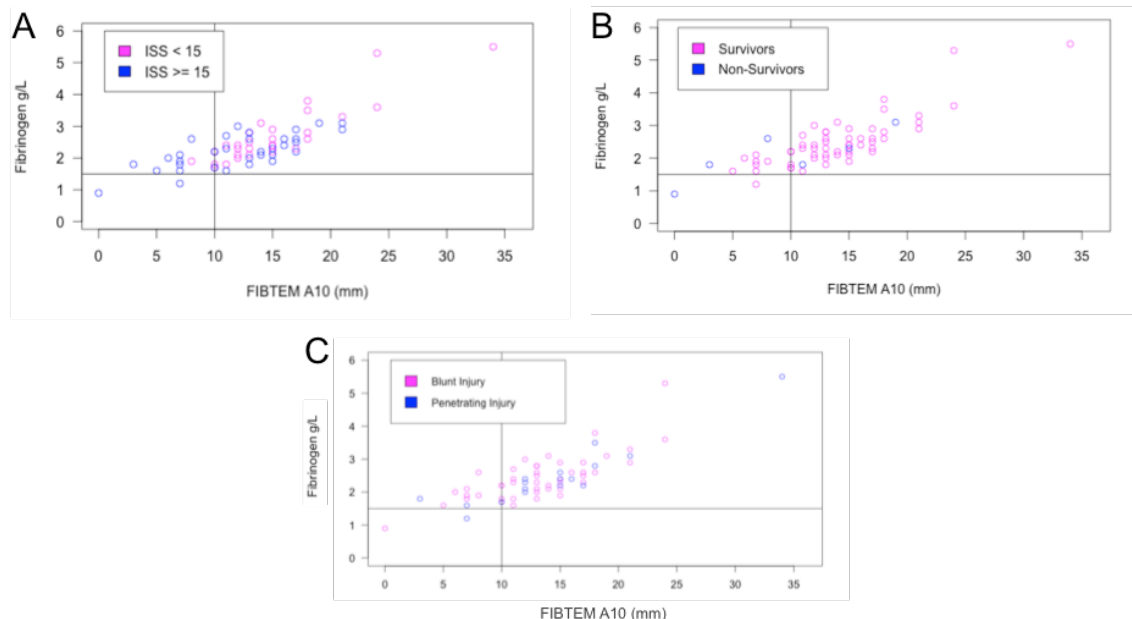 A
ISS < 15
ISS >= 15
Fibrinogen g/L
6
5
4
3
2
1
0
0 5 10 15 20 25 30 35
FIBTEM A10 (mm)
B
Survivors
Non-Survivors
Fibrinogen g/L
6
5
4
3
2
1
0
0 5 10 15 20 25 30 35
FIBTEM A10 (mm)
C
Blunt Injury
Penetrating Injury
Fibrinogen g/L
6
5
4
3
2
1
0
0 5 10 15 20 25 30 35
FIBTEM A10 (mm)